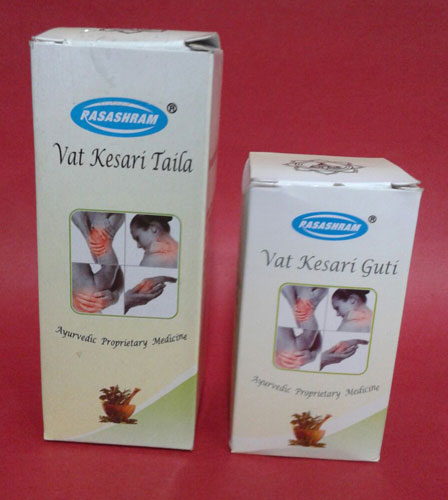 RASASHRAM ®
Vat Kesari Taila
Ayurvedic Proprietary Medicine
RASASHRAM ®
Vat Kesari Guti
Ayurvedic Proprietary Medicine